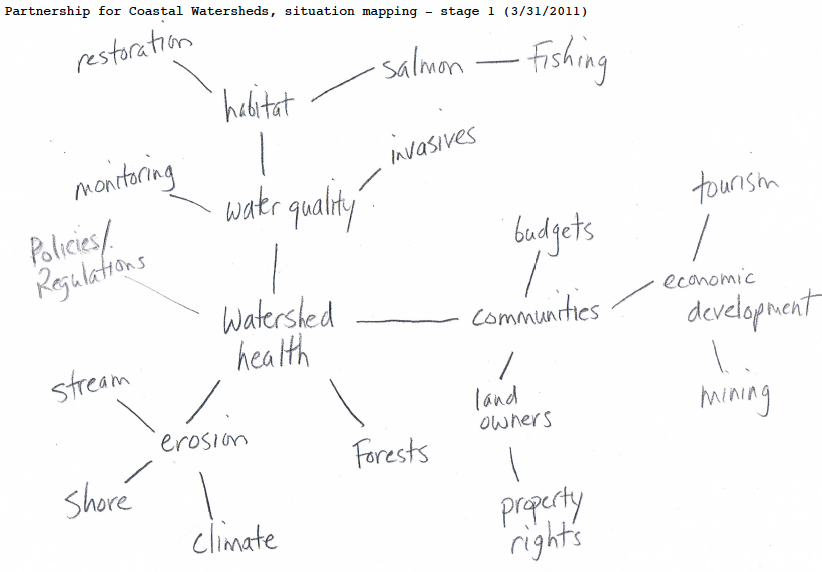 Partnership for Coastal Watersheds, situation mapping - stage 1 (3/31/2011)
restoration
salmon
Fishing
habitat
invasives
monitoring
water quality
tourism
Policies/
Regulations
budgets
economic
development
Watershed
health
communities
stream
land
owners
mining
erosion
Forests
shore
climate
property
rights